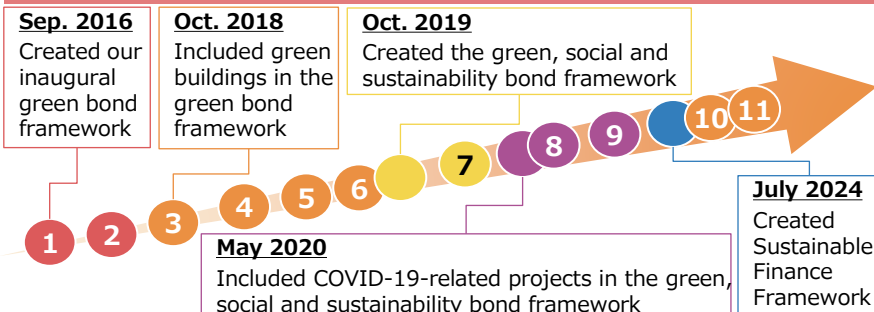 Sep. 2016
Created our
inaugural
green bond
framework
Oct. 2018
Included green
buildings in the
green bond
framework
Oct. 2019
Created the green, social and
sustainability bond framework
1
2
3
4
5
6
7
8
9
10
11
May 2020
Included COVID-19-related projects in the green,
social and sustainability bond framework
July 2024
Created
Sustainable
Finance
Framework